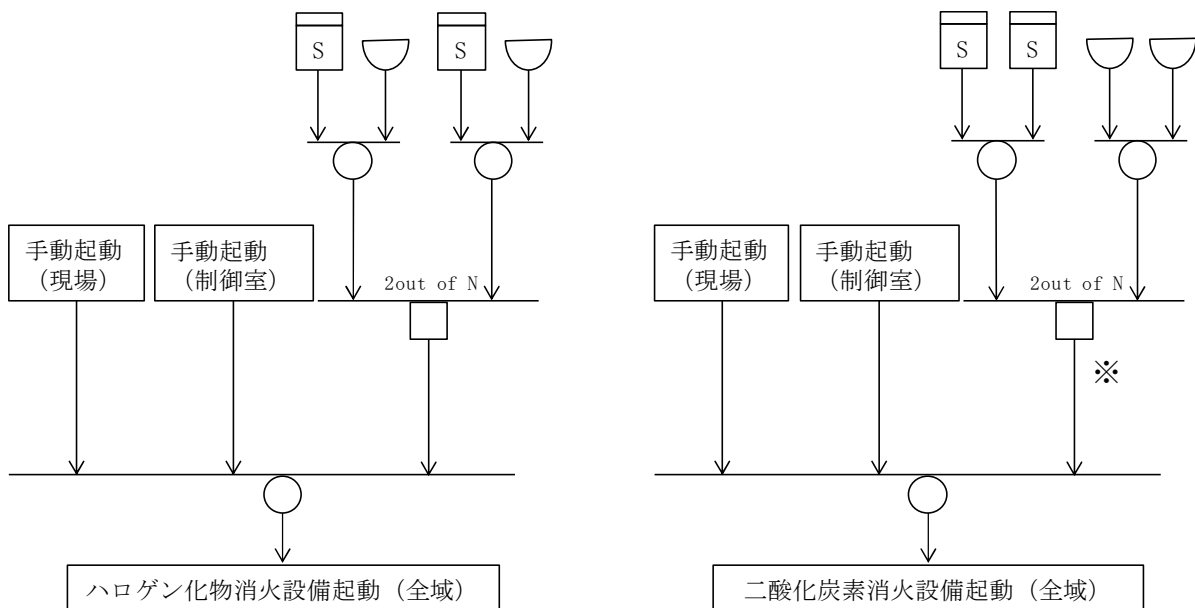 S
S
S
S
手動起動
(現場)
手動起動
(制御室)
2out of N
手動起動
(現場)
手動起動
(制御室)
2out of N
※
ハロゲン化物消火設備起動(全域)
二酸化炭素消火設備起動(全域)